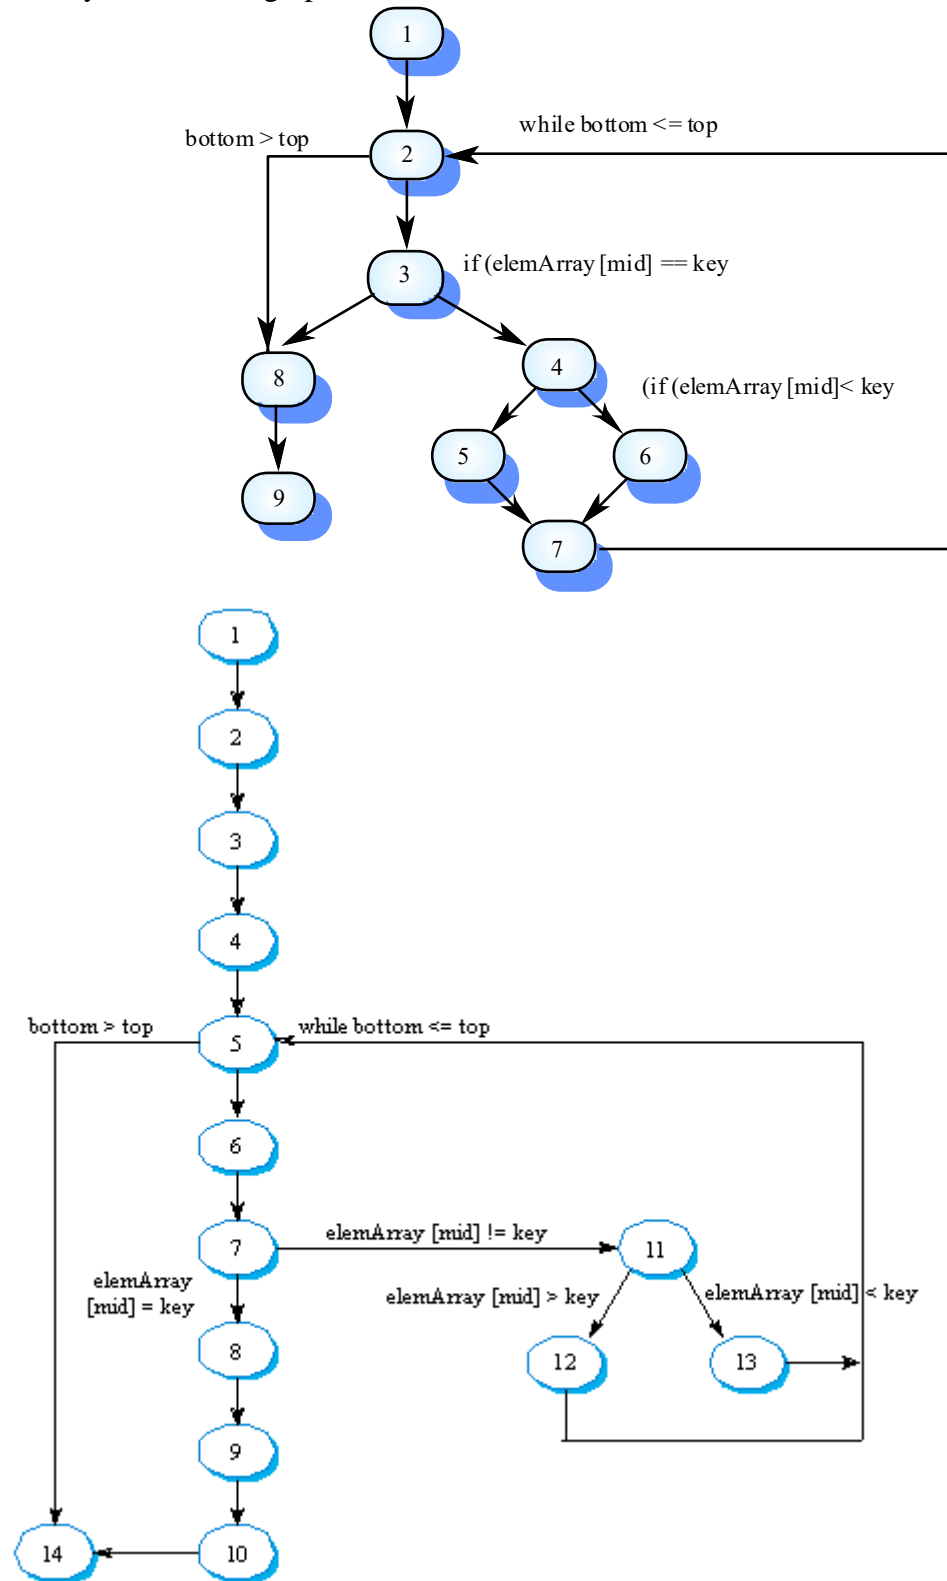 1
bottom > top
while bottom <= top
2
3
if (elemArray [mid] == key
4
8
(if (elemArray [mid]< key
5
6
9
7
1
2
3
4
bottom > top
while bottom <= top
5
6
elemArray [mid] != key
7
11
elemArray
[mid] = key
elemArray [mid] > key
elemArray [mid] < key
8
12
13
9
14
10